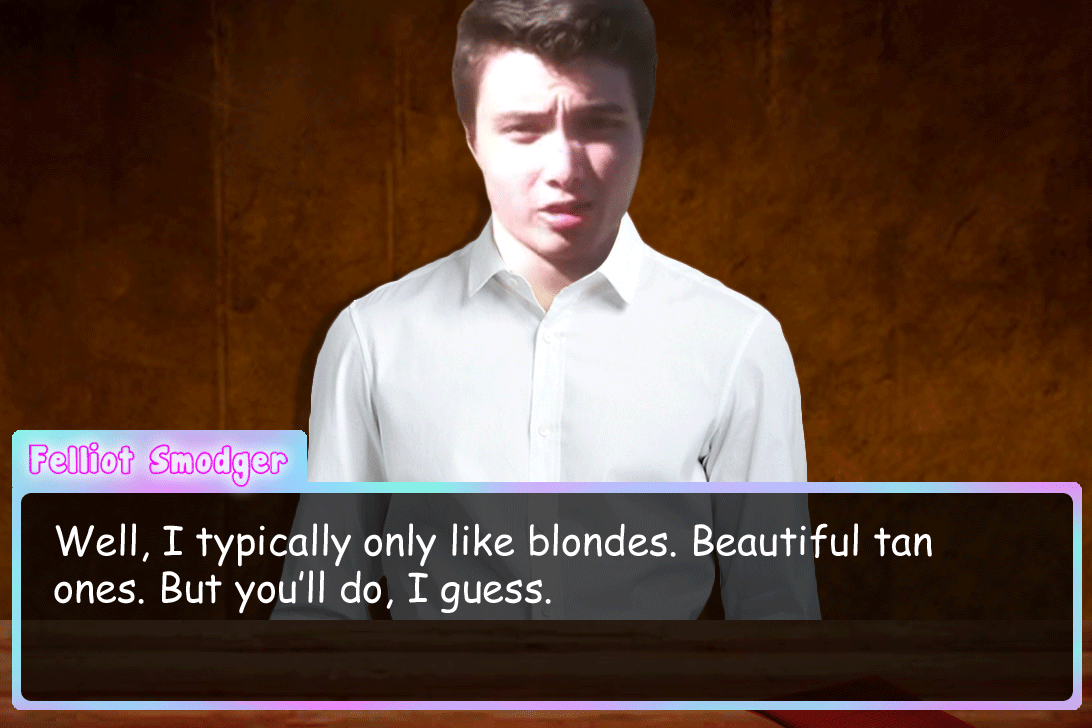 Felliot Smodger
Well, I typically only like blondes. Beautiful tan
ones. But you'll do, I guess.